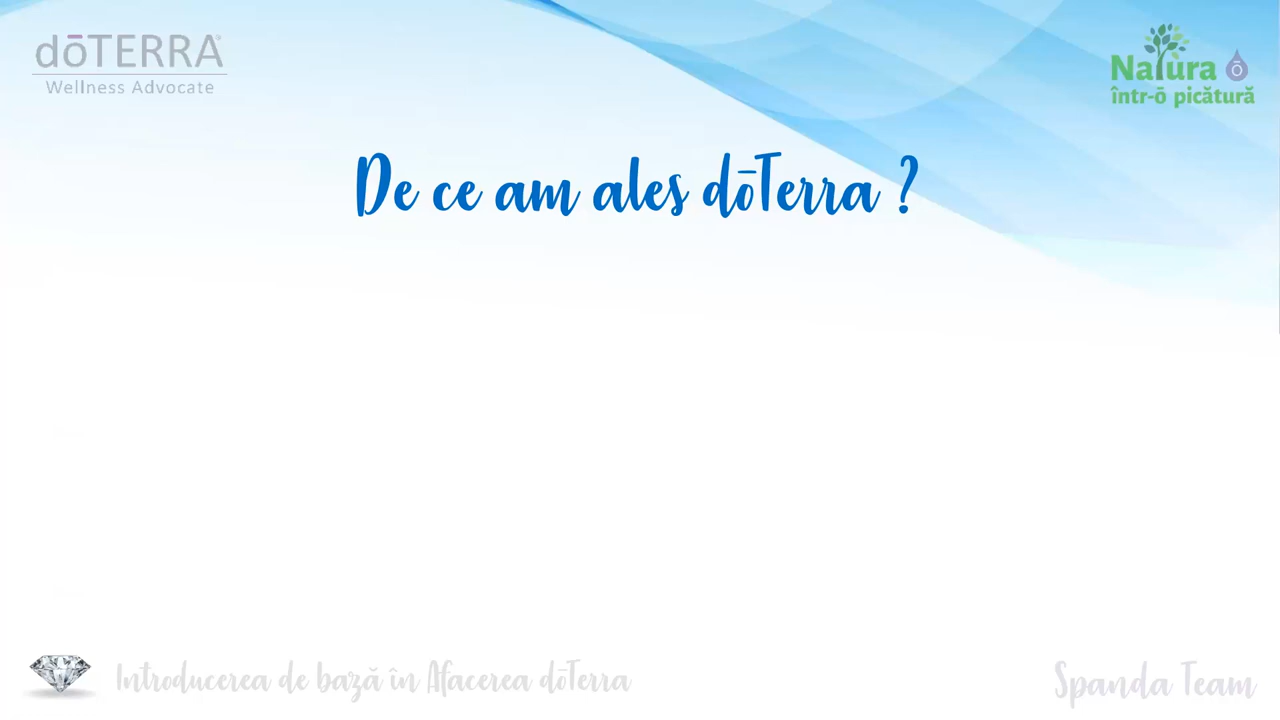 dōTERRA®
Wellness Advocate
Natura ō
într-ō picătură
De ce am ales dōTerra ?
Introducerea de bază în Afacerea dōTerra
Spanda Team